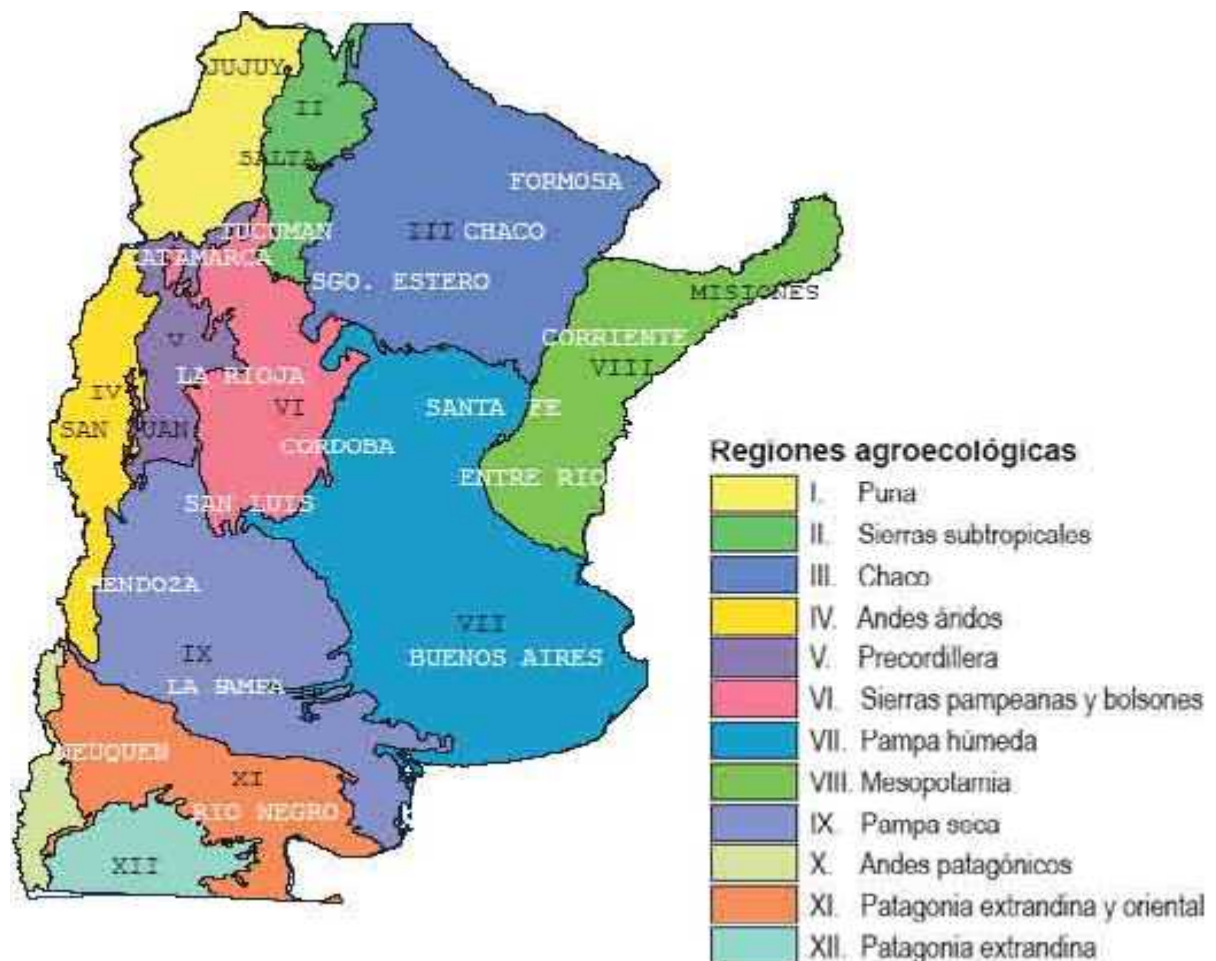 JUJUY
II
SALTA
FORMOSA
TUCUMAN
III CHACO
CATAMARCA
SGO. ESTERO
MISIONES
CORRIENTE
V
VIII
LA RIOJA
IV
VI
SANTA FE
SAN JUAN
CORDOBA
ENTRE RIO
SAN LUIS
MENDOZA
VII
IX
BUENOS AIRES
LA PAMPA
NEUQUEN
XI
RIO NEGRO
XII
Regiones agroecológicas
I. Puna
II. Sierras subtropicales
III. Chaco
IV. Andes áridos
V. Precordillera
VI. Sierras pampeanas y bolsones
VII. Pampa húmeda
VIII. Mesopotamia
IX. Pampa seca
X. Andes patagónicos
XI. Patagonia extrandina y oriental
XII. Patagonia extrandina